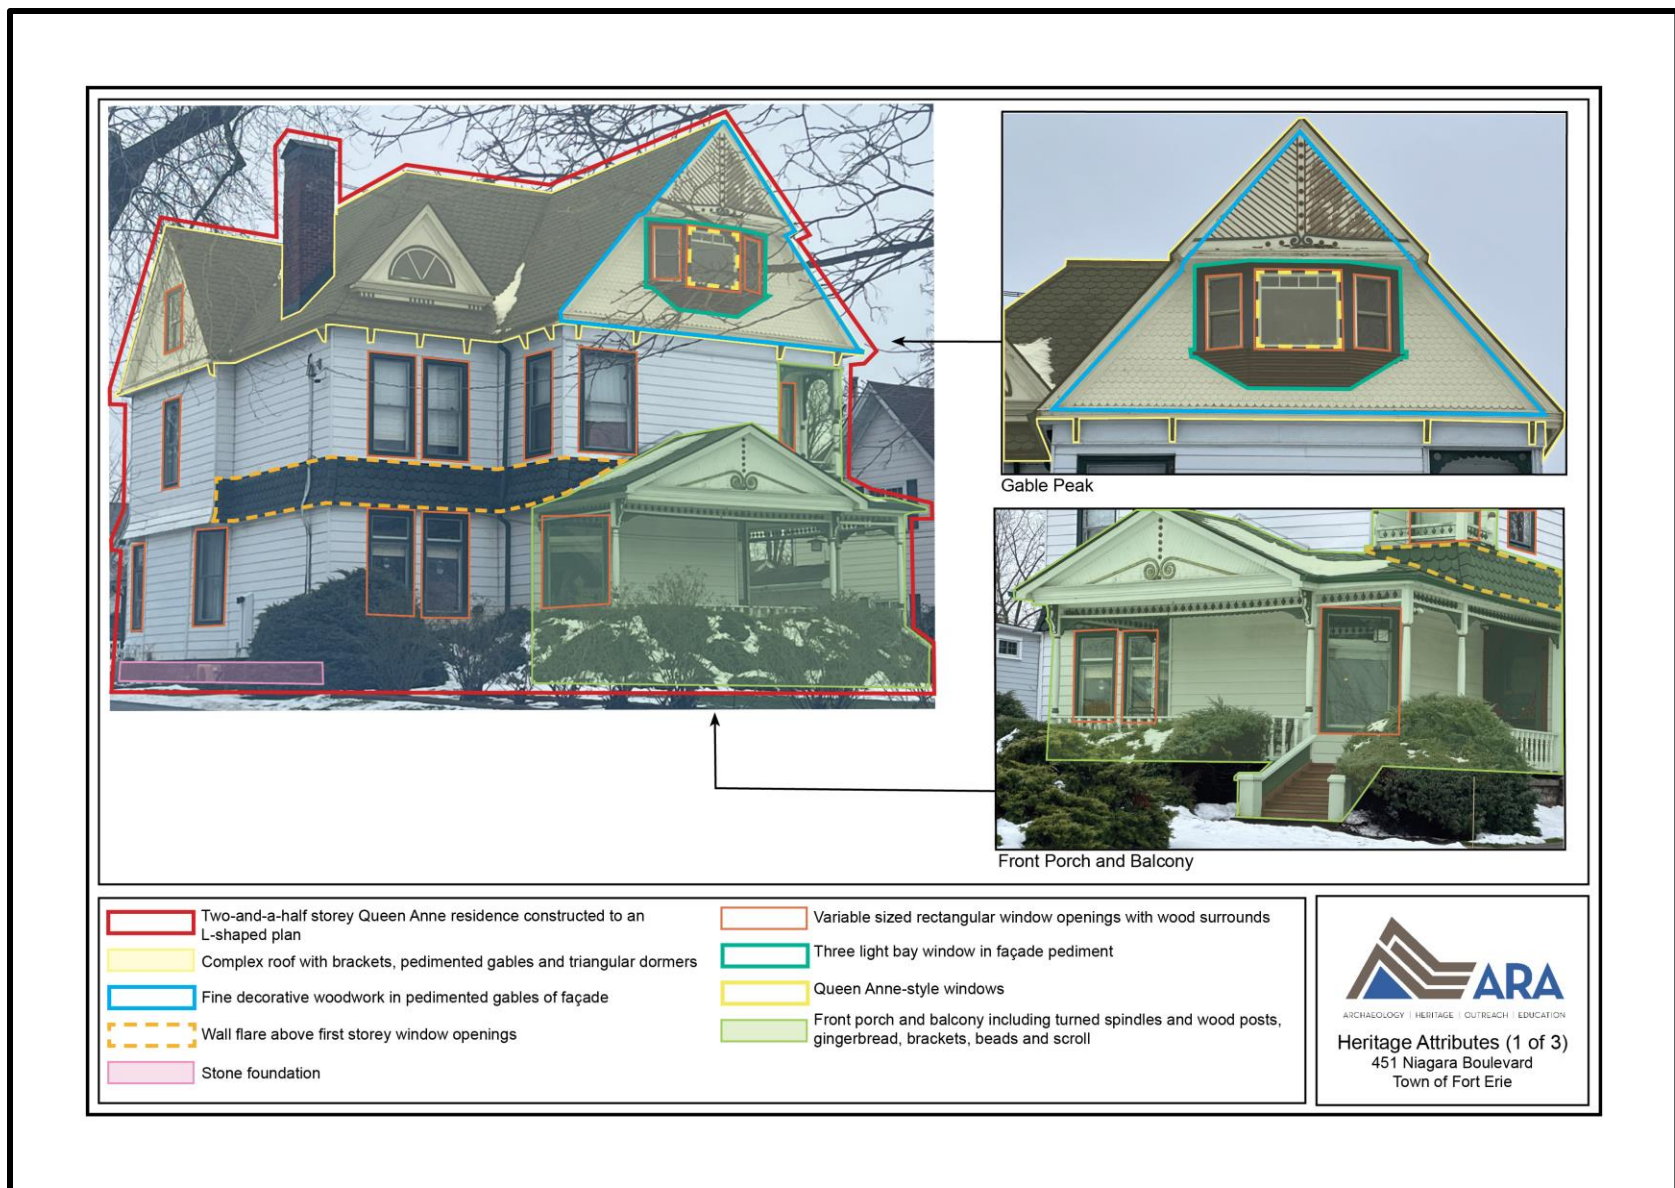 Gable Peak
Front Porch and Balcony
Two-and-a-half storey Queen Anne residence constructed to an
L-shaped plan
Complex roof with brackets, pedimented gables and triangular dormers
Fine decorative woodwork in pedimented gables of façade
Wall flare above first storey window openings
Stone foundation
Variable sized rectangular window openings with wood surrounds
Three light bay window in façade pediment
Queen Anne-style windows
Front porch and balcony including turned spindles and wood posts,
gingerbread, brackets, beads and scroll
ARA
ARCHAEOLOGY | HERITAGE | OUTREACH | EDUCATION
Heritage Attributes (1 of 3)
451 Niagara Boulevard
Town of Fort Erie